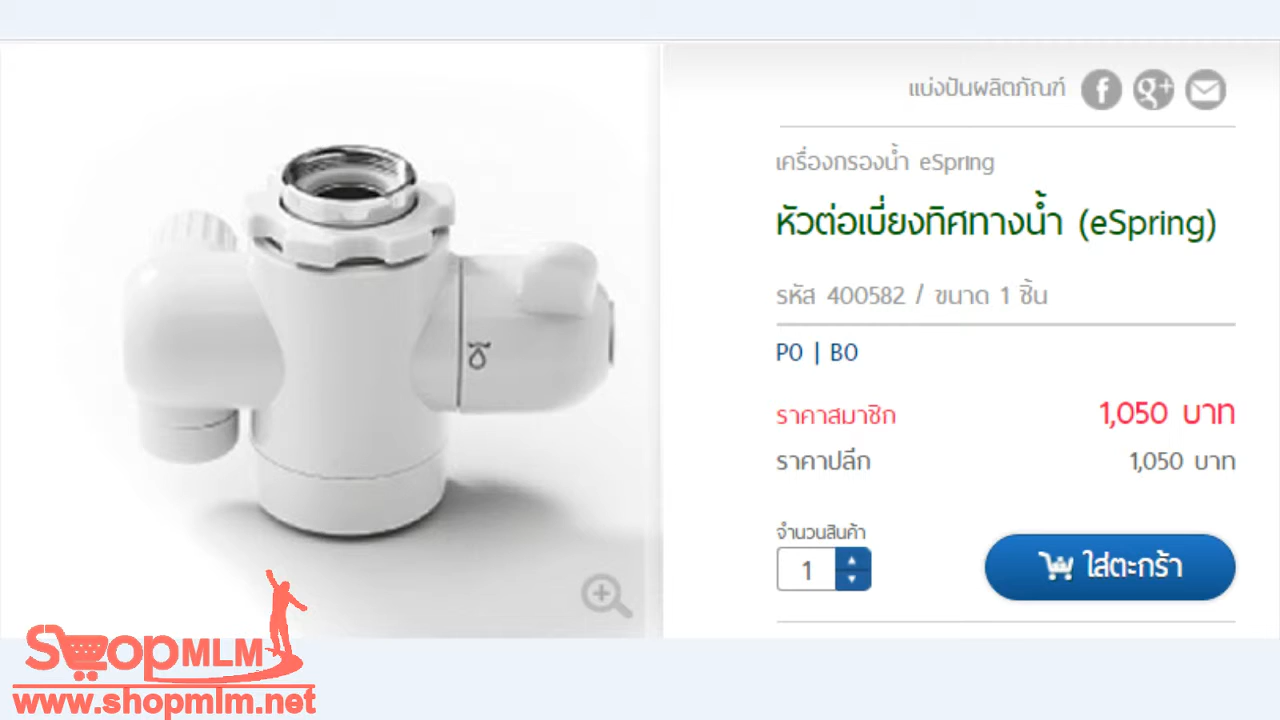 แบ่งปันผลิตภัณฑ์
เครื่องกรองน้ำ eSpring
หัวต่อเบี่ยงทิศทางน้ำ (eSpring)
รหัส 400582 / ขนาด 1 ชิ้น
PO | BO
ราคาสมาชิก 1,050 บาท
ราคาปลีก 1,050 บาท
จำนวนสินค้า
1
ใส่ตะกร้า
ShopMLM
www.shopmlm.net